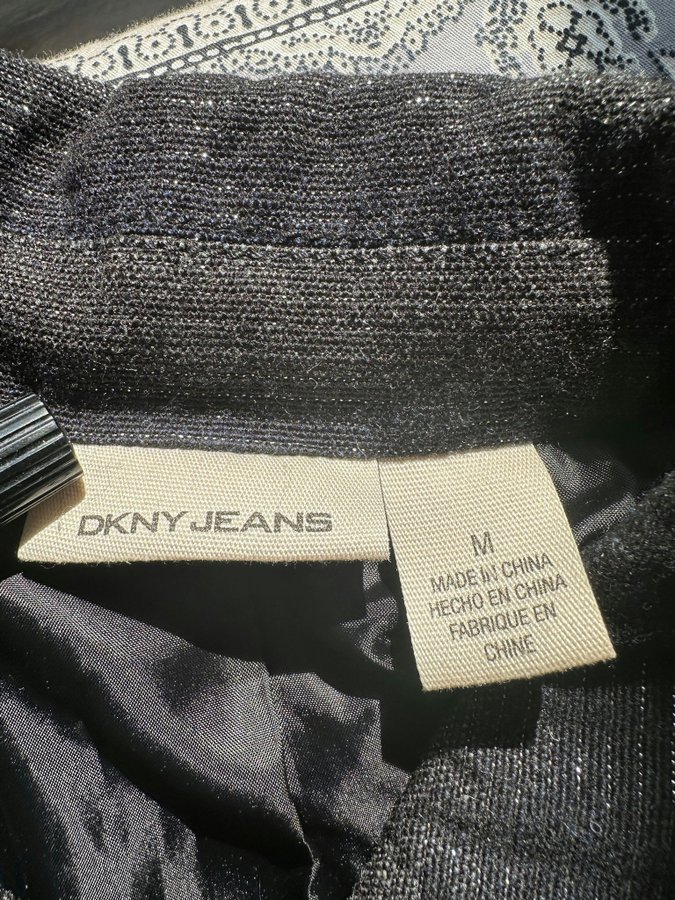 DKNY JEANS
M
MADE IN CHINA
HECHO EN CHINA
FABRIQUE EN
CHINE